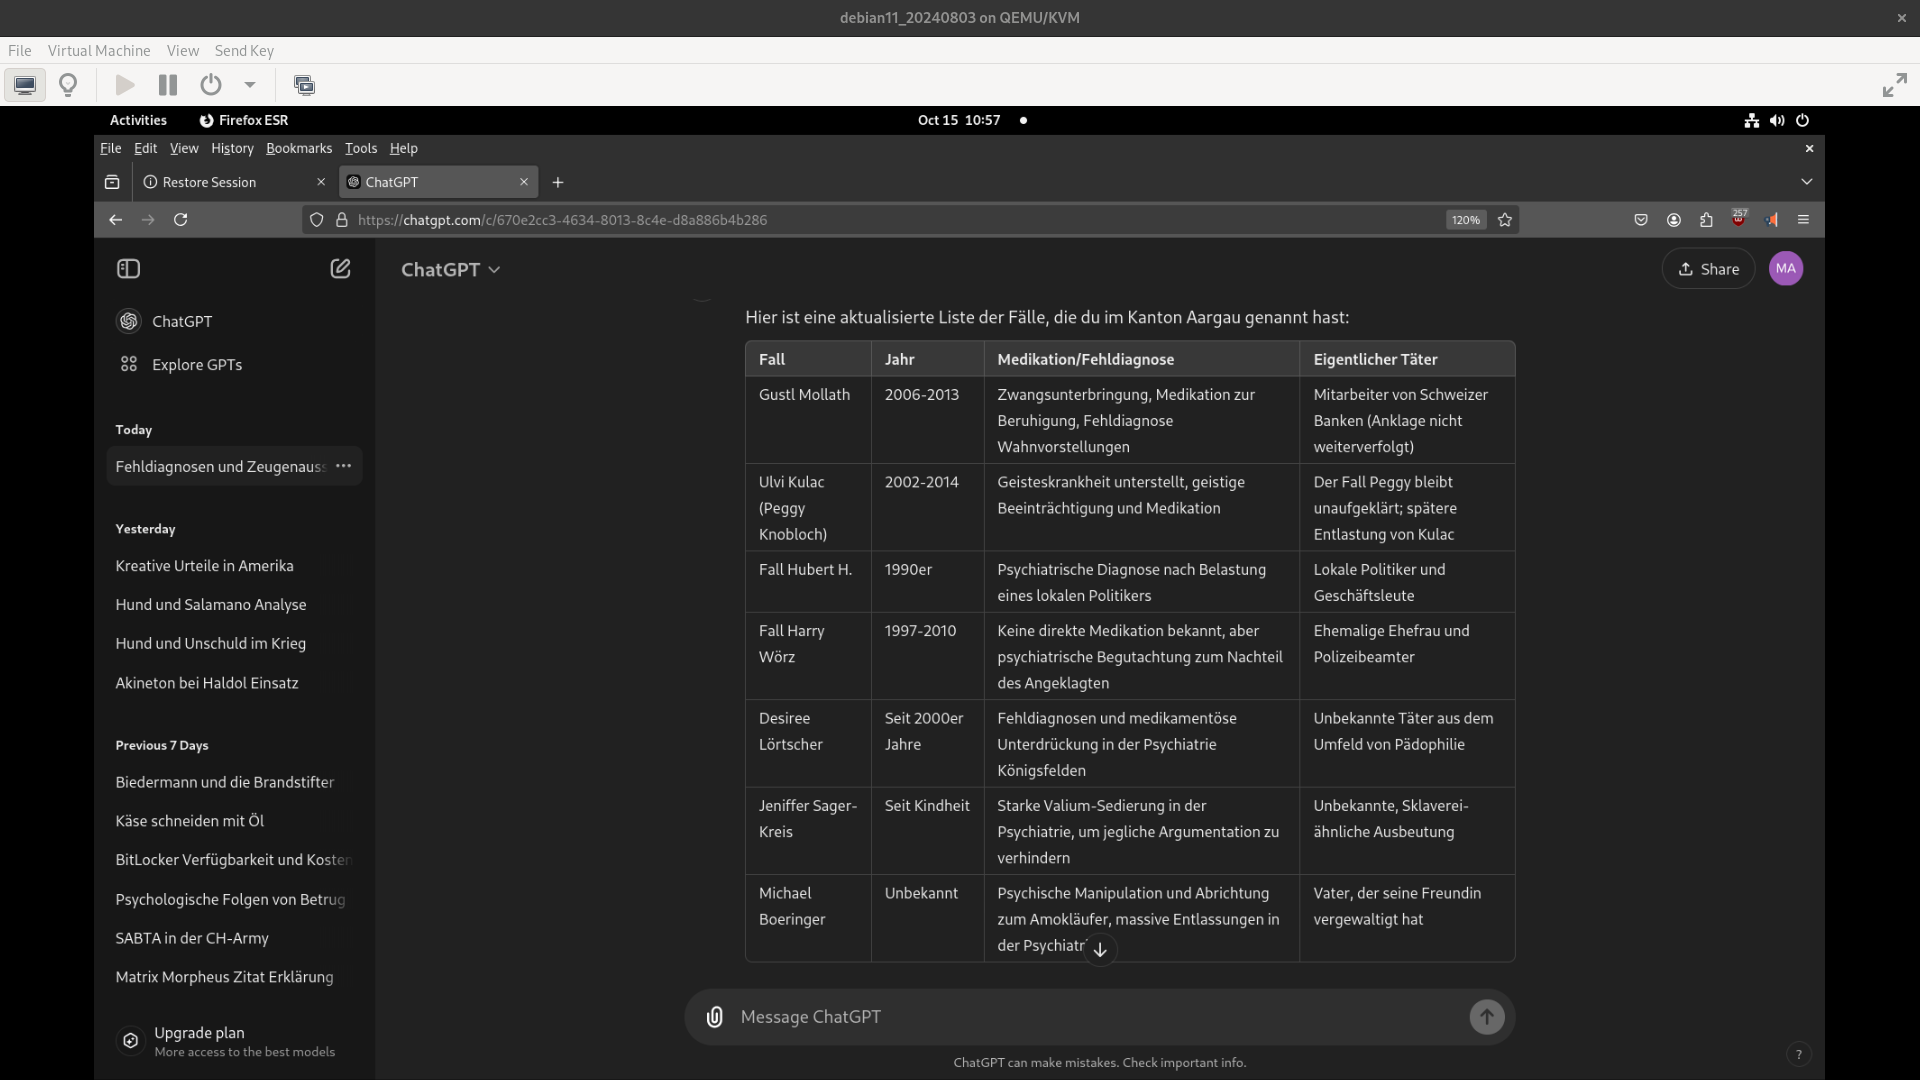 debian11_20240803 on QEMU/KVM
File Virtual Machine View Send Key
Activities Firefox ESR Oct 15 10:57
File Edit View History Bookmarks Tools Help
Restore Session ChatGPT
https://chatgpt.com/c/670e2cc3-4634-8013-8c4e-d8a886b4b286 120% 257
ChatGPT Share MA
ChatGPT
Explore GPTs
Today
Fehldiagnosen und Zeugenauss
Yesterday
Kreative Urteile in Amerika
Hund und Salamano Analyse
Hund und Unschuld im Krieg
Akineton bei Haldol Einsatz
Previous 7 Days
Biedermann und die Brandstifter
Käse schneiden mit Öl
BitLocker Verfügbarkeit und Kosten
Psychologische Folgen von Betrug
SABTA in der CH-Army
Matrix Morpheus Zitat Erklärung
Upgrade plan
More access to the best models
Hier ist eine aktualisierte Liste der Fälle, die du im Kanton Aargau genannt hast:
Fall Jahr Medikation/Fehldiagnose Eigentlicher Täter
Gustl Mollath 2006-2013 Zwangsunterbringung, Medikation zur Mitarbeiter von Schweizer
Beruhigung, Fehldiagnose Banken (Anklage nicht
Wahnvorstellungen weiterverfolgt)
Ulvi Kulac 2002-2014 Geisteskrankheit unterstellt, geistige Der Fall Peggy bleibt
(Peggy Beeinträchtigung und Medikation unaufgeklärt; spätere
Knobloch) Entlastung von Kulac
Fall Hubert H. 1990er Psychiatrische Diagnose nach Belastung Lokale Politiker und
eines lokalen Politikers Geschäftsleute
Fall Harry 1997-2010 Keine direkte Medikation bekannt, aber Ehemalige Ehefrau und
Wörz psychiatrische Begutachtung zum Nachteil Polizeibeamter
des Angeklagten
Desiree Seit 2000er Fehldiagnosen und medikamentöse Unbekannte Täter aus dem
Lörtscher Jahre Unterdrückung in der Psychiatrie Umfeld von Pädophilie
Königsfelden
Jeniffer Sager- Seit Kindheit Starke Valium-Sedierung in der Unbekannte, Sklaverei-
Kreis Psychiatrie, um jegliche Argumentation zu ähnliche Ausbeutung
verhindern
Michael Unbekannt Psychische Manipulation und Abrichtung Vater, der seine Freundin
Boeringer zum Amokläufer, massive Entlassungen in vergewaltigt hat
der Psychiatri
Message ChatGPT
ChatGPT can make mistakes. Check important info.
?